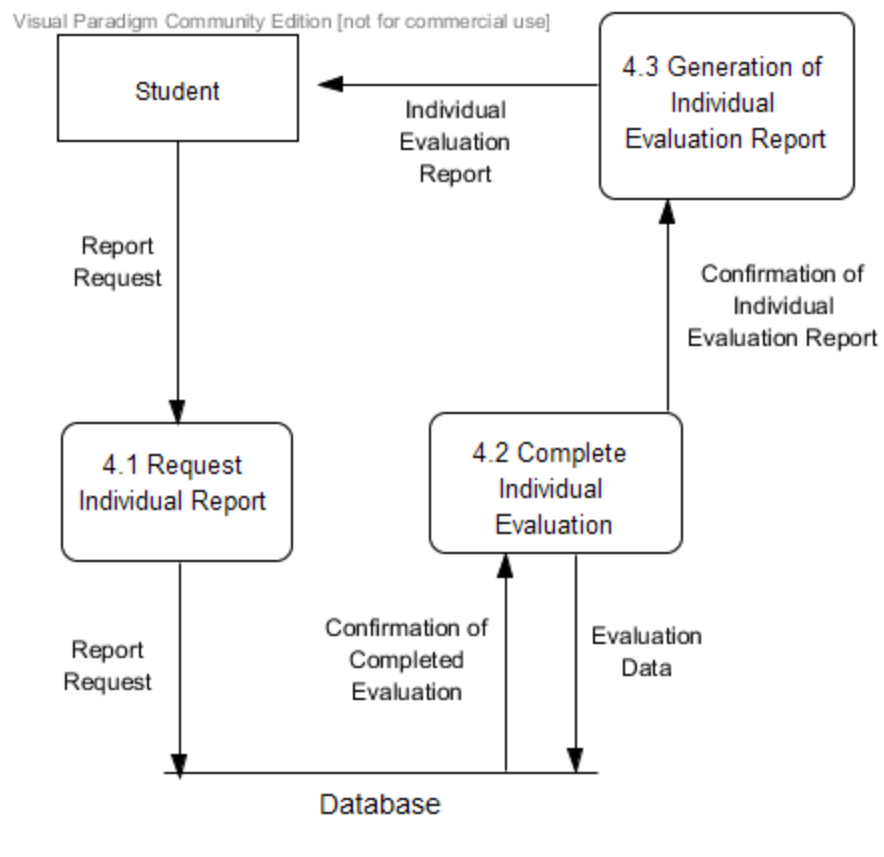 Visual Paradigm Community Edition [not for commercial use]
Student
4.3 Generation of
Individual
Evaluation Report
Individual
Evaluation
Report
Report
Request
Confirmation of
Individual
Evaluation Report
4.1 Request
Individual Report
4.2 Complete
Individual
Evaluation
Report
Request
Confirmation of
Completed
Evaluation
Evaluation
Data
Database